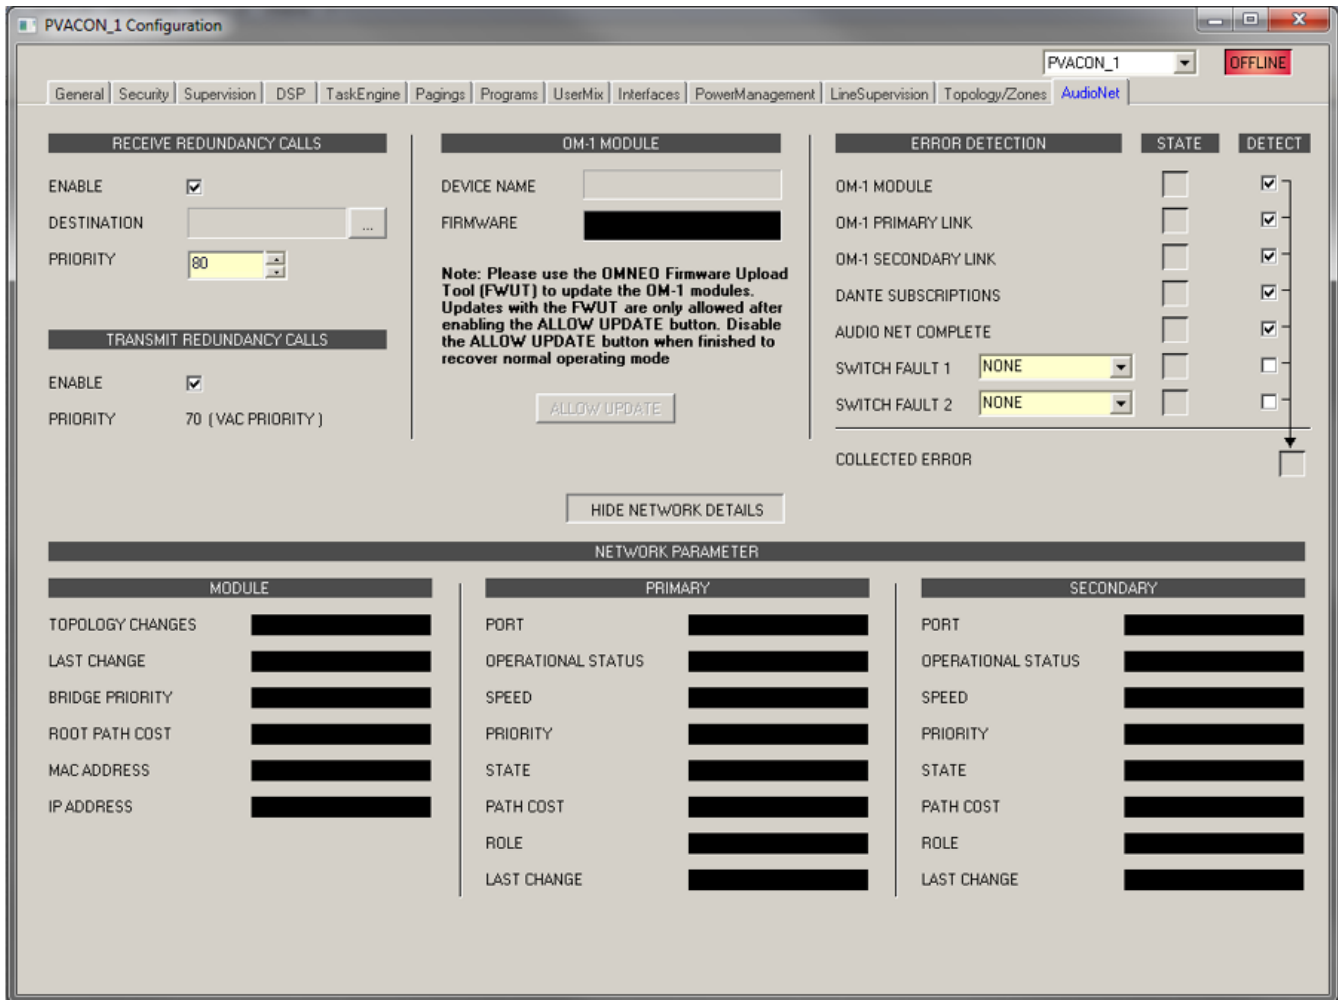 PVACON_1 Configuration
PVACON_1
OFFLINE
General Security Supervision DSP TaskEngine Pagings Programs UserMix Interfaces PowerManagement LineSupervision Topology/Zones AudioNet
RECEIVE REDUNDANCY CALLS
ENABLE
DESTINATION ...
PRIORITY 80
TRANSMIT REDUNDANCY CALLS
ENABLE
PRIORITY 70 ( VAC PRIORITY )
OM-1 MODULE
DEVICE NAME
FIRMWARE
Note: Please use the OMNEO Firmware Upload
Tool (FWUT) to update the OM-1 modules.
Updates with the FWUT are only allowed after
enabling the ALLOW UPDATE button. Disable
the ALLOW UPDATE button when finished to
recover normal operating mode
ALLOW UPDATE
ERROR DETECTION STATE DETECT
OM-1 MODULE
OM-1 PRIMARY LINK
OM-1 SECONDARY LINK
DANTE SUBSCRIPTIONS
AUDIO NET COMPLETE
SWITCH FAULT 1 NONE
SWITCH FAULT 2 NONE
COLLECTED ERROR
HIDE NETWORK DETAILS
NETWORK PARAMETER
MODULE
TOPOLOGY CHANGES
LAST CHANGE
BRIDGE PRIORITY
ROOT PATH COST
MAC ADDRESS
IP ADDRESS
PRIMARY
PORT
OPERATIONAL STATUS
SPEED
PRIORITY
STATE
PATH COST
ROLE
LAST CHANGE
SECONDARY
PORT
OPERATIONAL STATUS
SPEED
PRIORITY
STATE
PATH COST
ROLE
LAST CHANGE